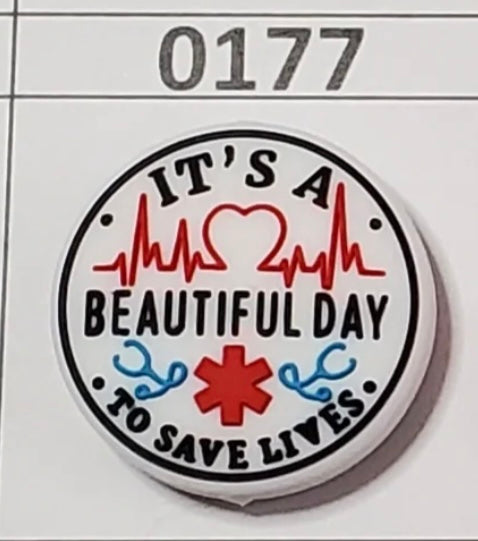 0177
IT'S A
BEAUTIFUL DAY
TO SAVE LIVES